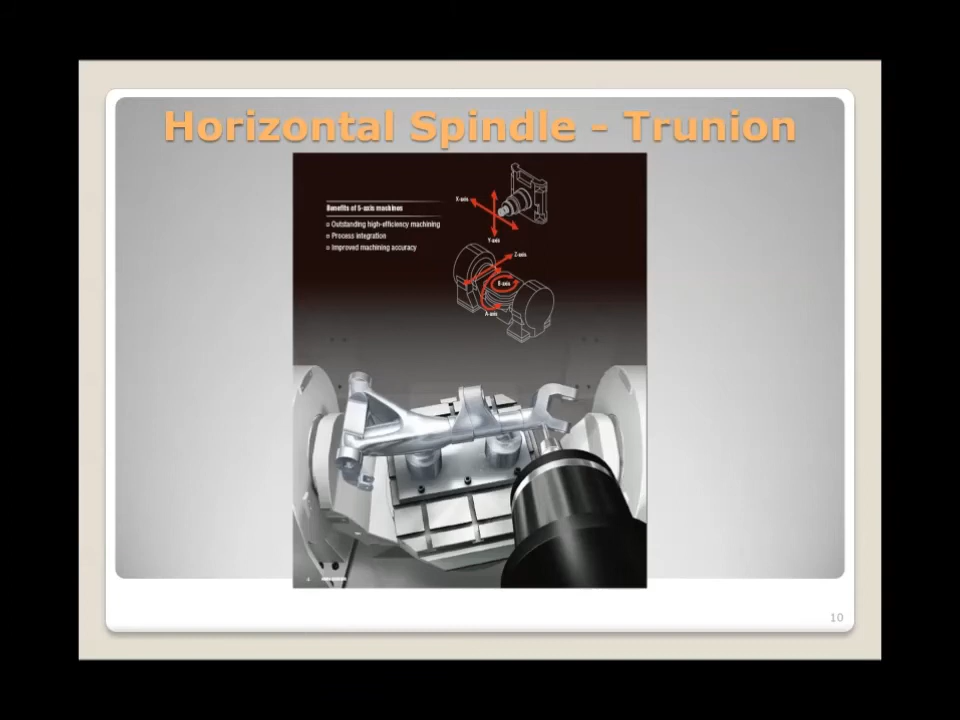 Horizontal Spindle - Trunion
Benefits of 5-axis machines
Outstanding high-efficiency machining
Process integration
Improved machining accuracy
X-axis
Y-axis
Z-axis
B-axis
A-axis
10